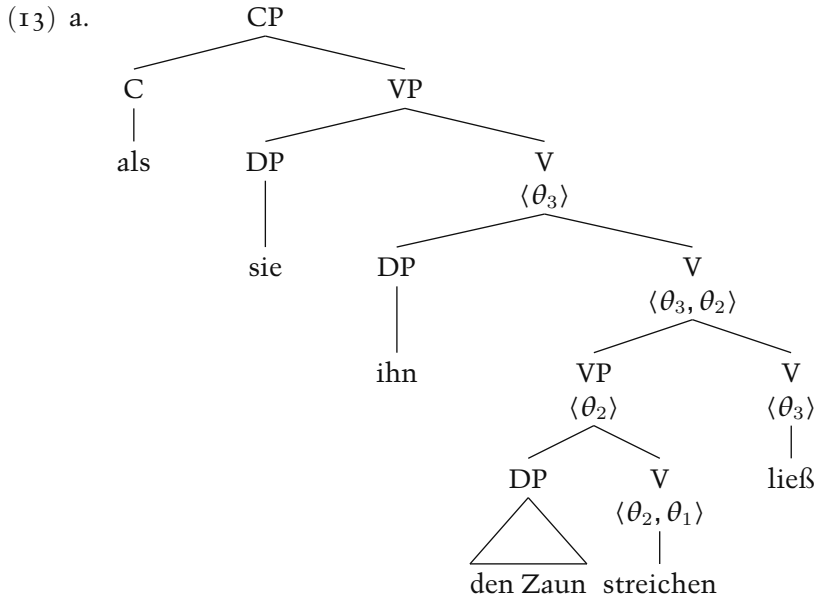 (13) a. CP
C VP
als DP V
⟨θ₃⟩
sie DP V
⟨θ₃, θ₂⟩
ihn VP V
⟨θ₂⟩ ⟨θ₃⟩
DP V ließ
⟨θ₂, θ₁⟩
den Zaun streichen